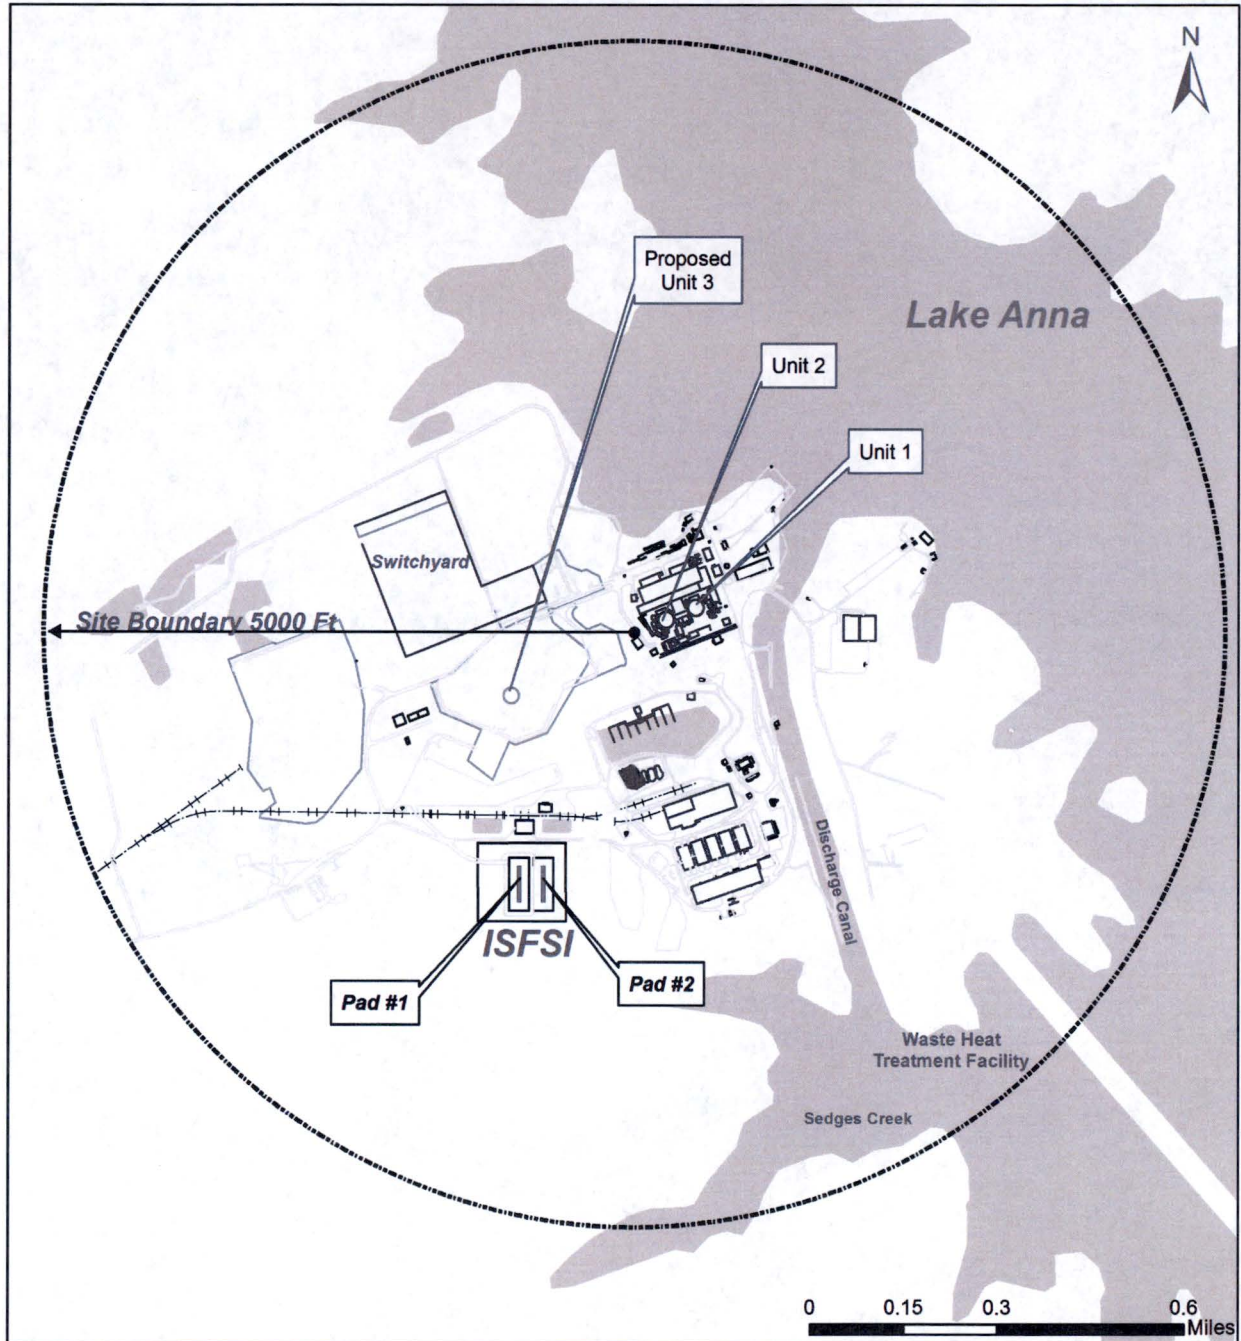 N
Proposed
Unit 3
Lake Anna
Unit 2
Unit 1
Switchyard
Site Boundary 5000 Ft
Discharge Canal
ISFSI
Pad #1
Pad #2
Waste Heat
Treatment Facility
Sedges Creek
0 0.15 0.3 0.6
Miles